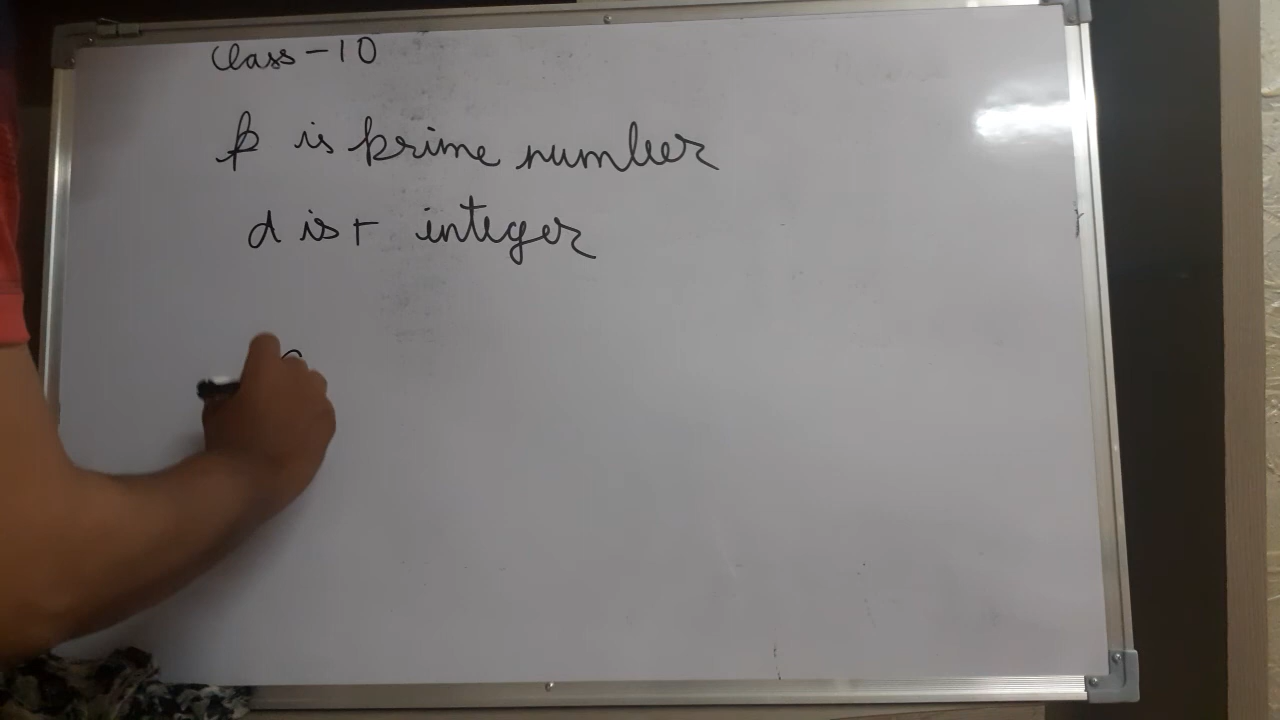 Class-10
p is prime number
a is + integer